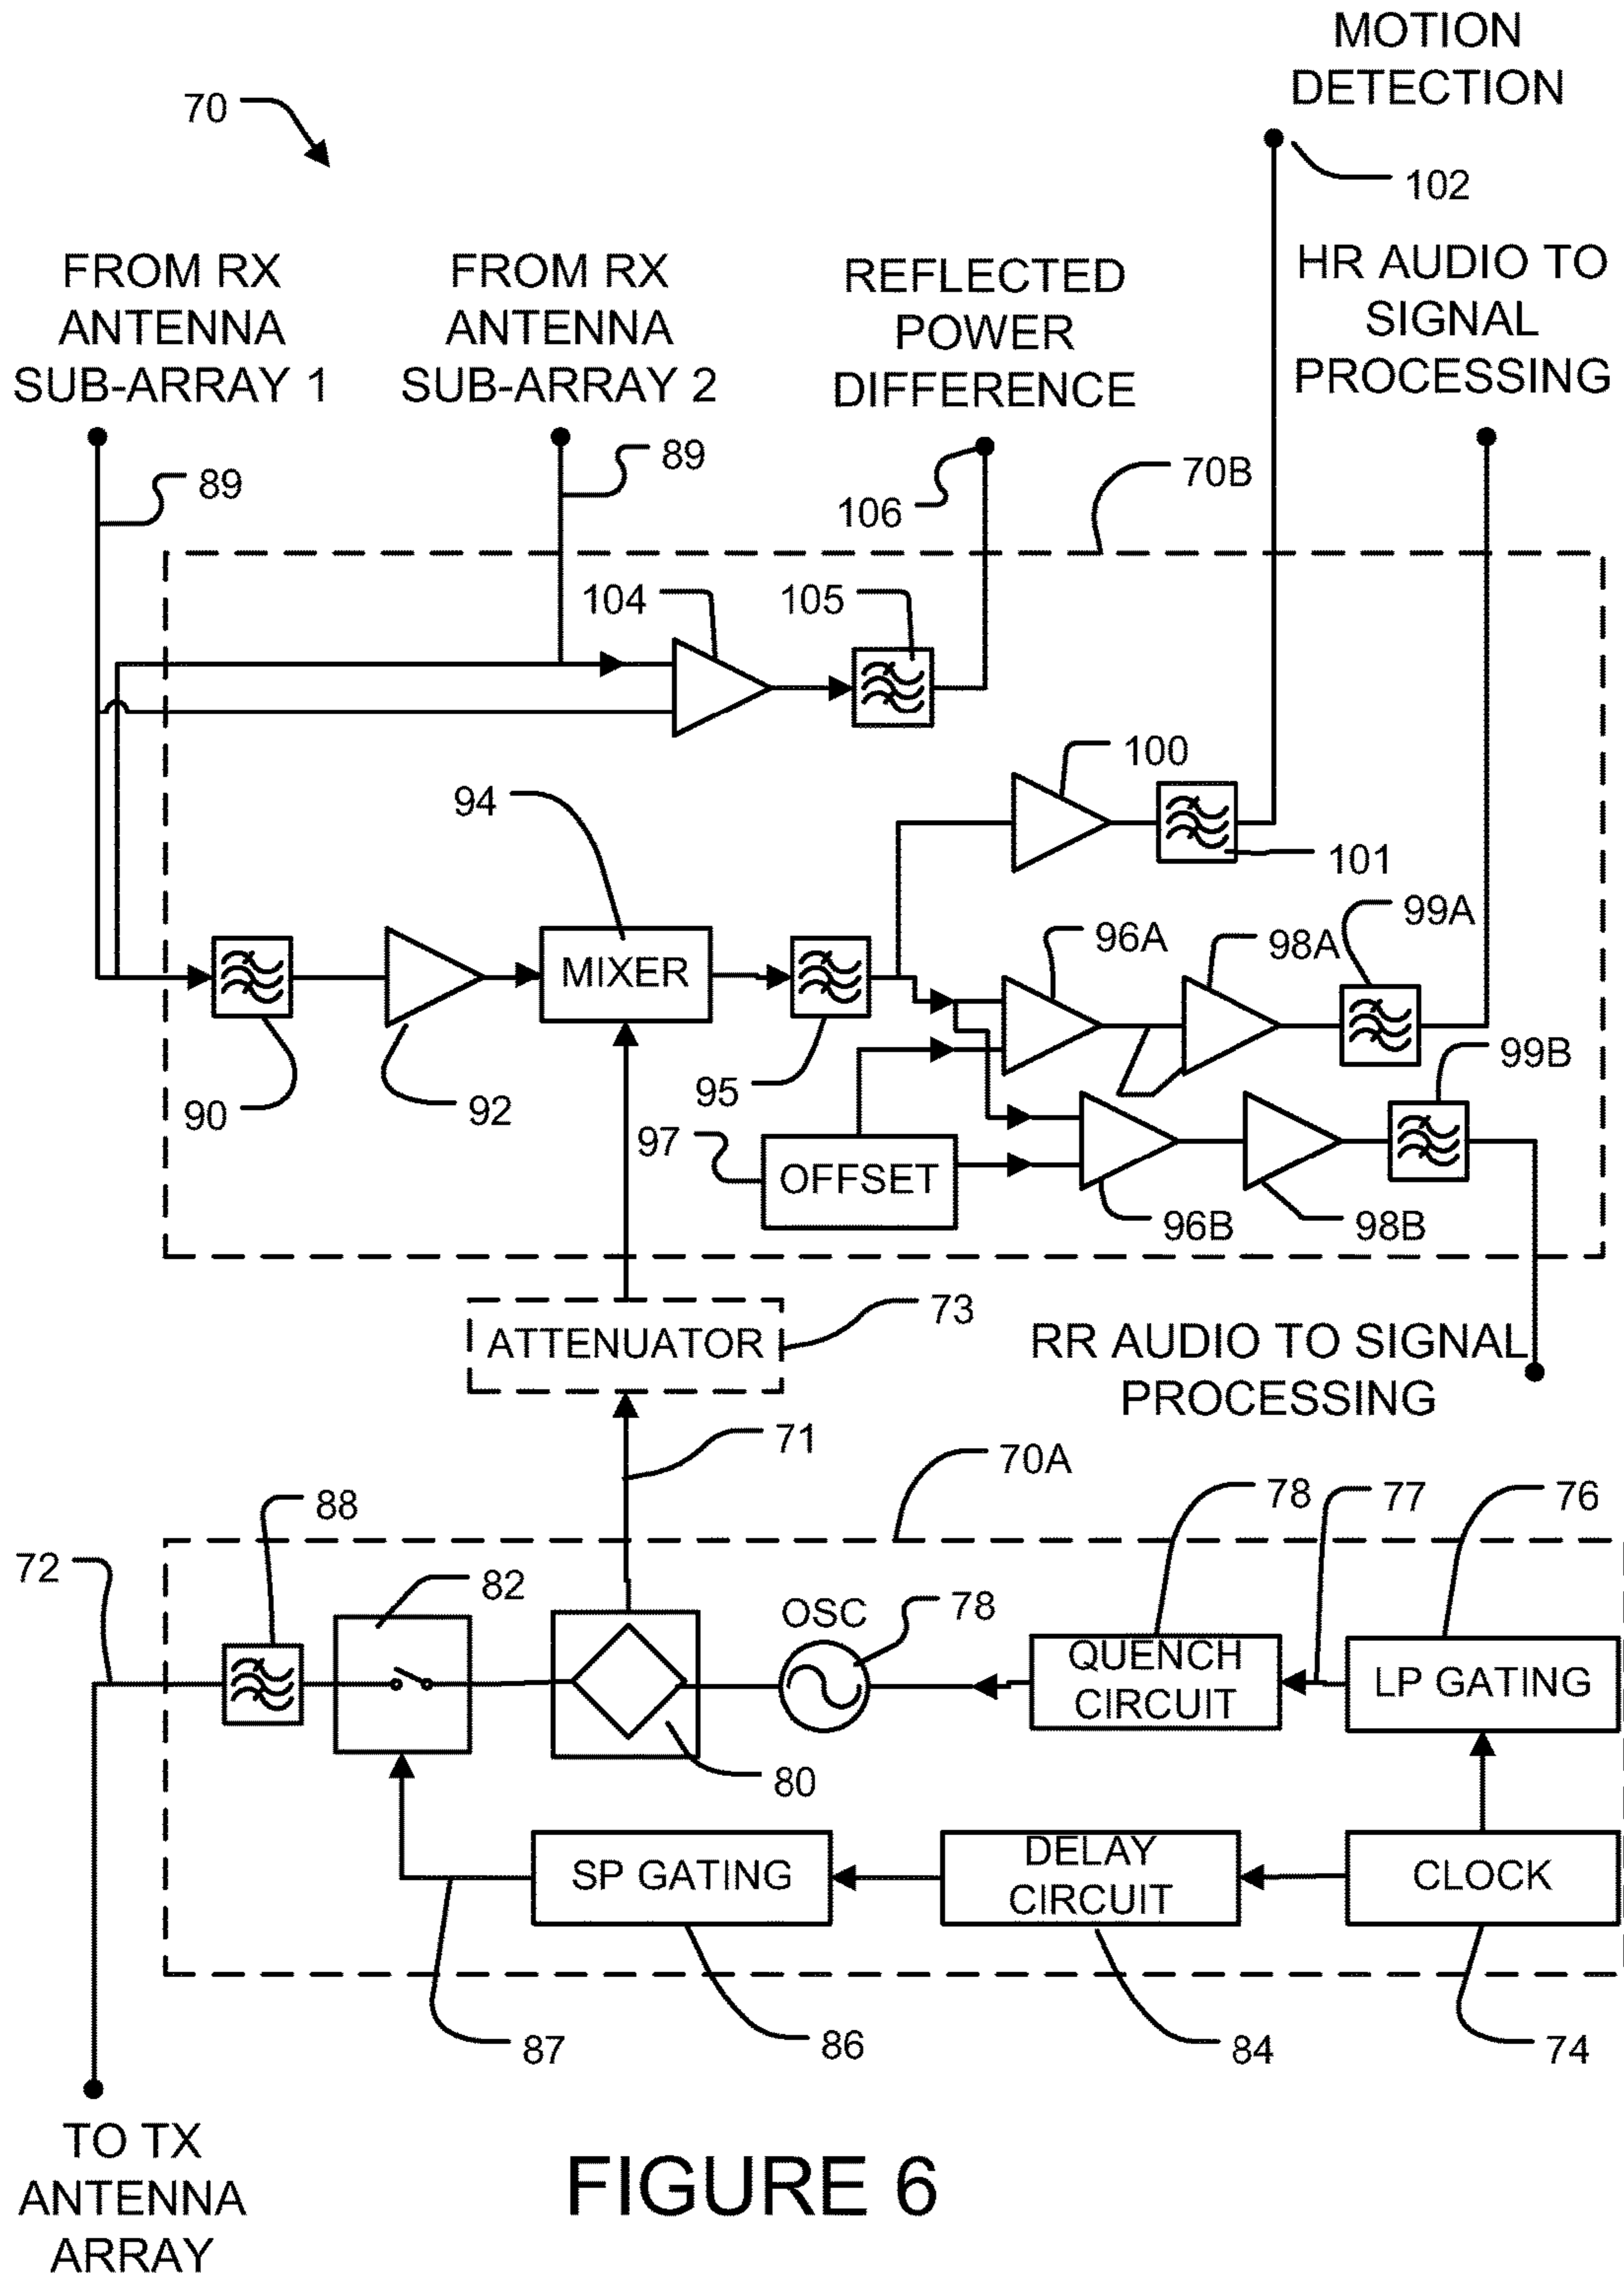 MOTION
DETECTION
70
102
FROM RX
ANTENNA
SUB-ARRAY 1
FROM RX
ANTENNA
SUB-ARRAY 2
REFLECTED
POWER
DIFFERENCE
HR AUDIO TO
SIGNAL
PROCESSING
89
89
106
70B
104
105
100
94
101
99A
96A
98A
MIXER
99B
90
92
95
97
OFFSET
96B
98B
73
ATTENUATOR
RR AUDIO TO SIGNAL
PROCESSING
71
70A
88
78
77
76
72
82
OSC
78
QUENCH
CIRCUIT
LP GATING
80
SP GATING
DELAY
CIRCUIT
CLOCK
87
86
84
74
TO TX
ANTENNA
ARRAY
FIGURE 6